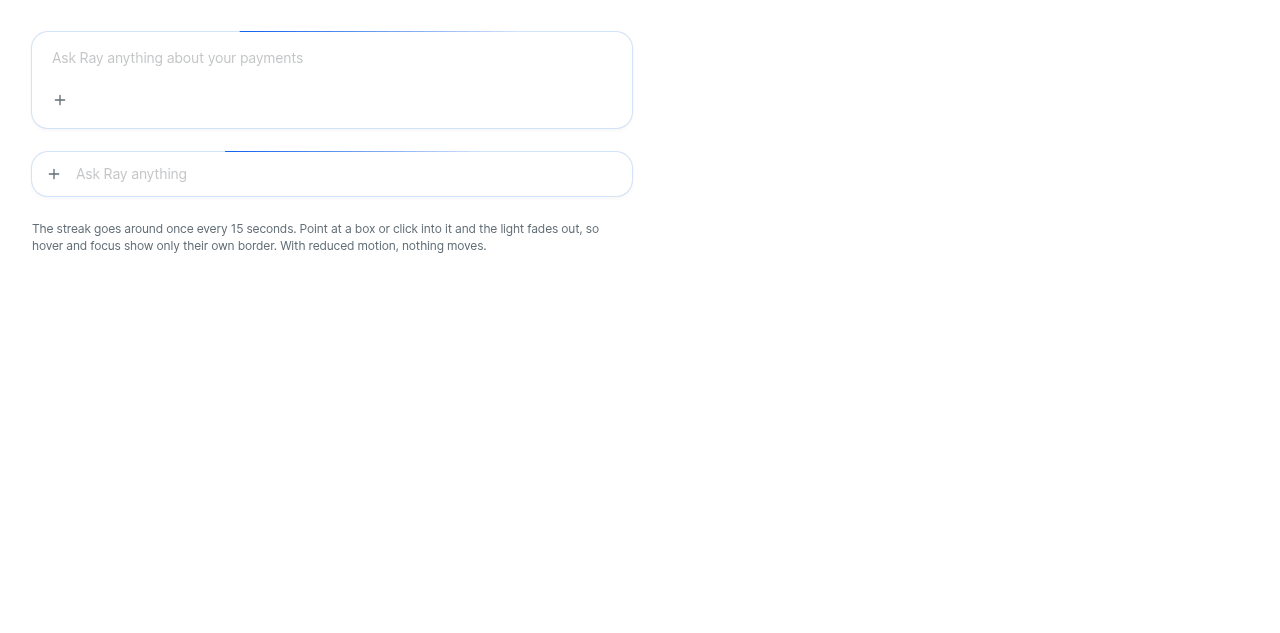 Ask Ray anything about your payments
Ask Ray anything
The streak goes around once every 15 seconds. Point at a box or click into it and the light fades out, so
hover and focus show only their own border. With reduced motion, nothing moves.